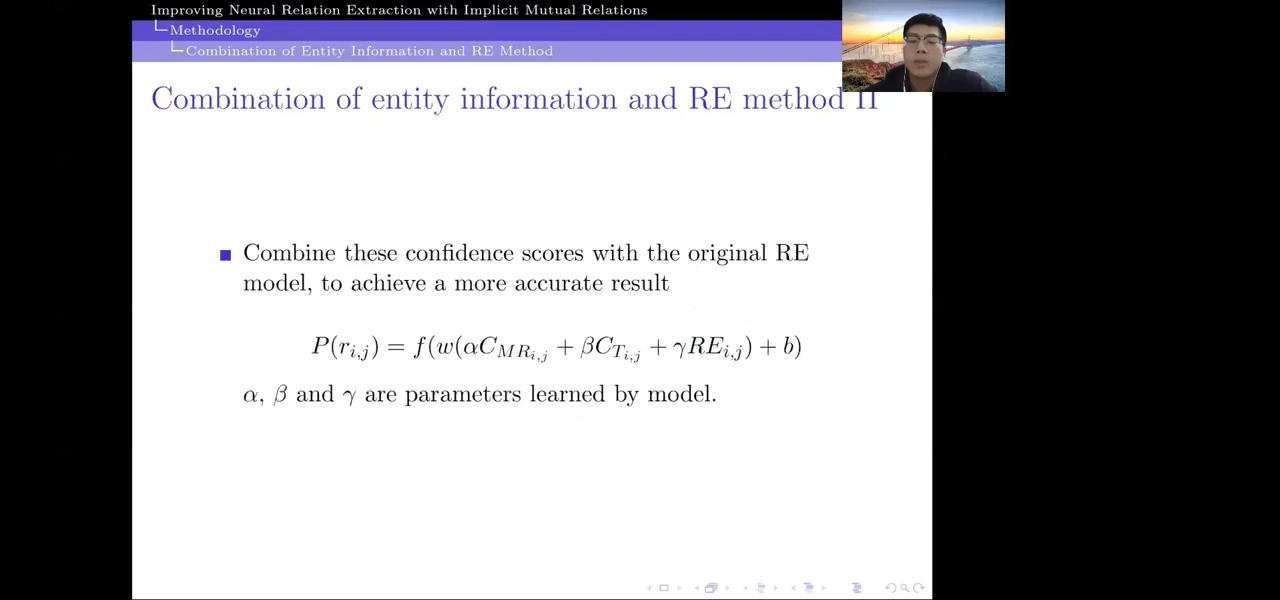 Improving Neural Relation Extraction with Implicit Mutual Relations
Methodology
Combination of Entity Information and RE Method
Combination of entity information and RE method II
Combine these confidence scores with the original RE
model, to achieve a more accurate result
P(r_{i,j}) = f(w(αC_{MR_{i,j}} + βC_{T_{i,j}} + γRE_{i,j}) + b)
α, β and γ are parameters learned by model.